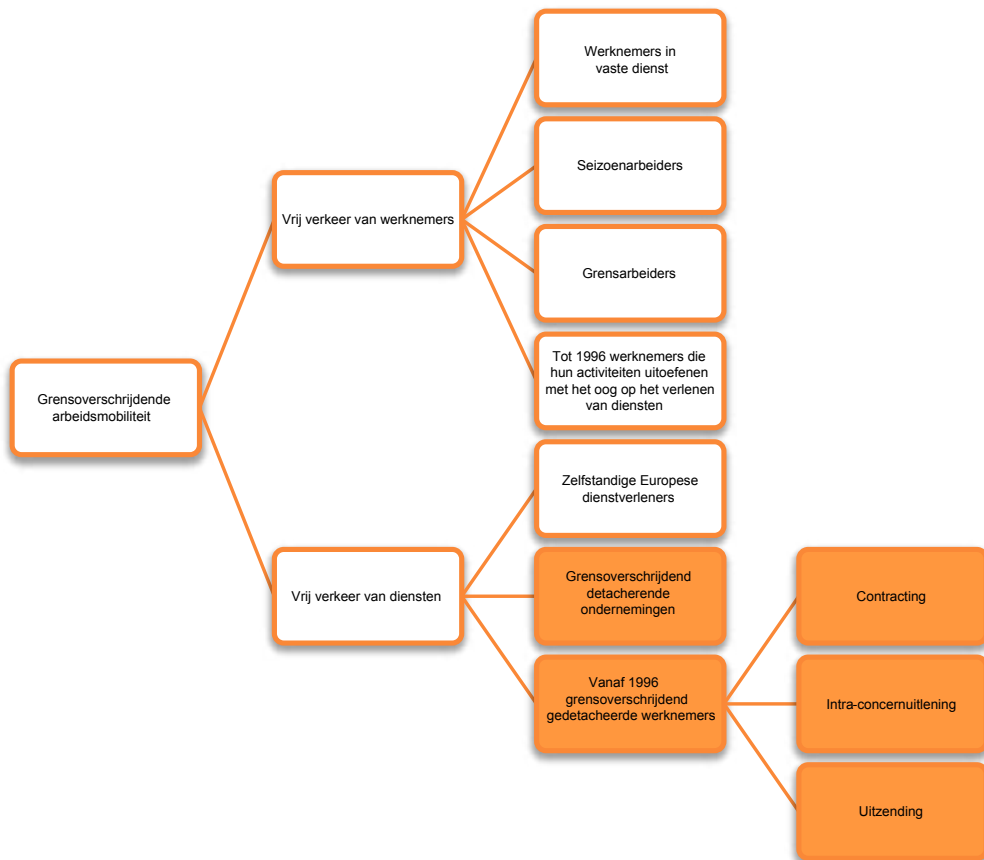 Grensoverschrijdende
arbeidsmobiliteit
Vrij verkeer van werknemers
Werknemers in
vaste dienst
Seizoenarbeiders
Grensarbeiders
Tot 1996 werknemers die
hun activiteiten uitoefenen
met het oog op het verlenen
van diensten
Vrij verkeer van diensten
Zelfstandige Europese
dienstverleners
Grensoverschrijdend
detacherende
ondernemingen
Vanaf 1996
grensoverschrijdend
gedetacheerde werknemers
Contracting
Intra-concernuitlening
Uitzending